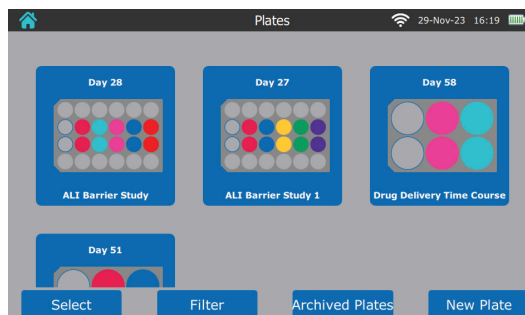 Plates
29-Nov-23 16:19
Day 28
Day 27
Day 58
ALI Barrier Study
ALI Barrier Study 1
Drug Delivery Time Course
Day 51
Select
Filter
Archived Plates
New Plate